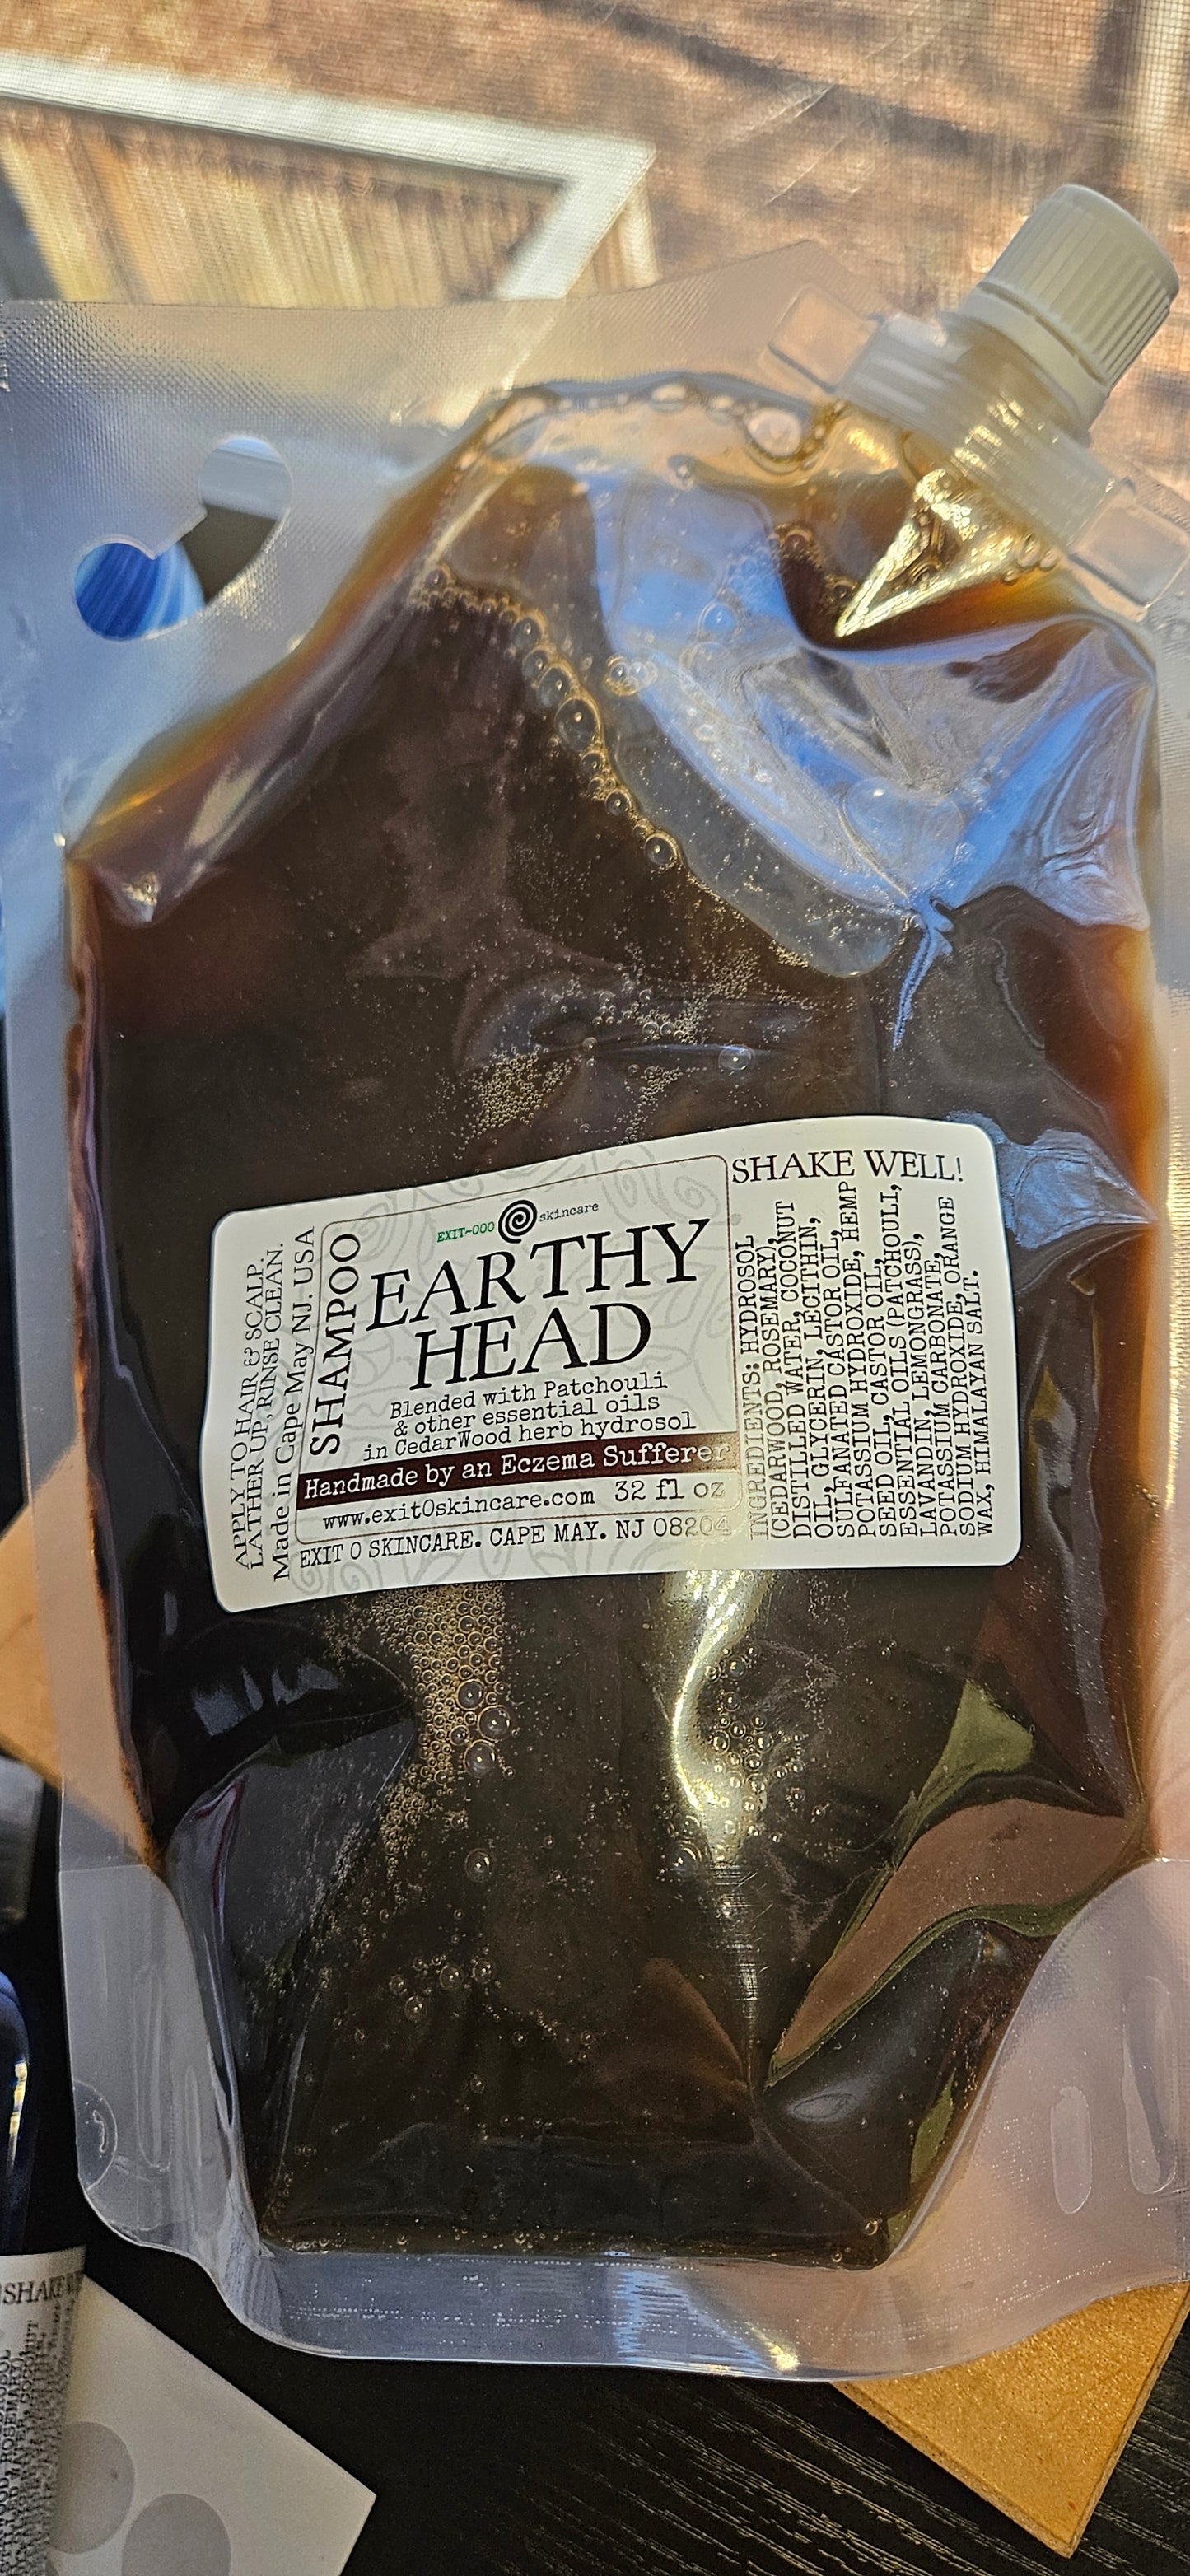 APPLY TO HAIR & SCALP.
LATHER UP, RINSE CLEAN.
Made in Cape May NJ. USA
SHAMPOO
EXIT-000 skincare
EARTHY
HEAD
Blended with Patchouli
& other essential oils
in CedarWood herb hydrosol
Handmade by an Eczema Sufferer
www.exit0skincare.com 32 fl oz
EXIT 0 SKINCARE. CAPE MAY. NJ 08204
SHAKE WELL!
INGREDIENTS: HYDROSOL
(CEDARWOOD, ROSEMARY),
DISTILLED WATER, COCONUT
OIL, GLYCERIN, LECITHIN,
SULFANATED CASTOR OIL,
POTASSIUM HYDROXIDE, HEMP
SEED OIL, CASTOR OIL,
ESSENTIAL OILS (PATCHOULI,
LAVANDIN, LEMONGRASS),
POTASSIUM CARBONATE,
SODIUM HYDROXIDE, ORANGE
WAX, HIMALAYAN SALT.
SHAKE